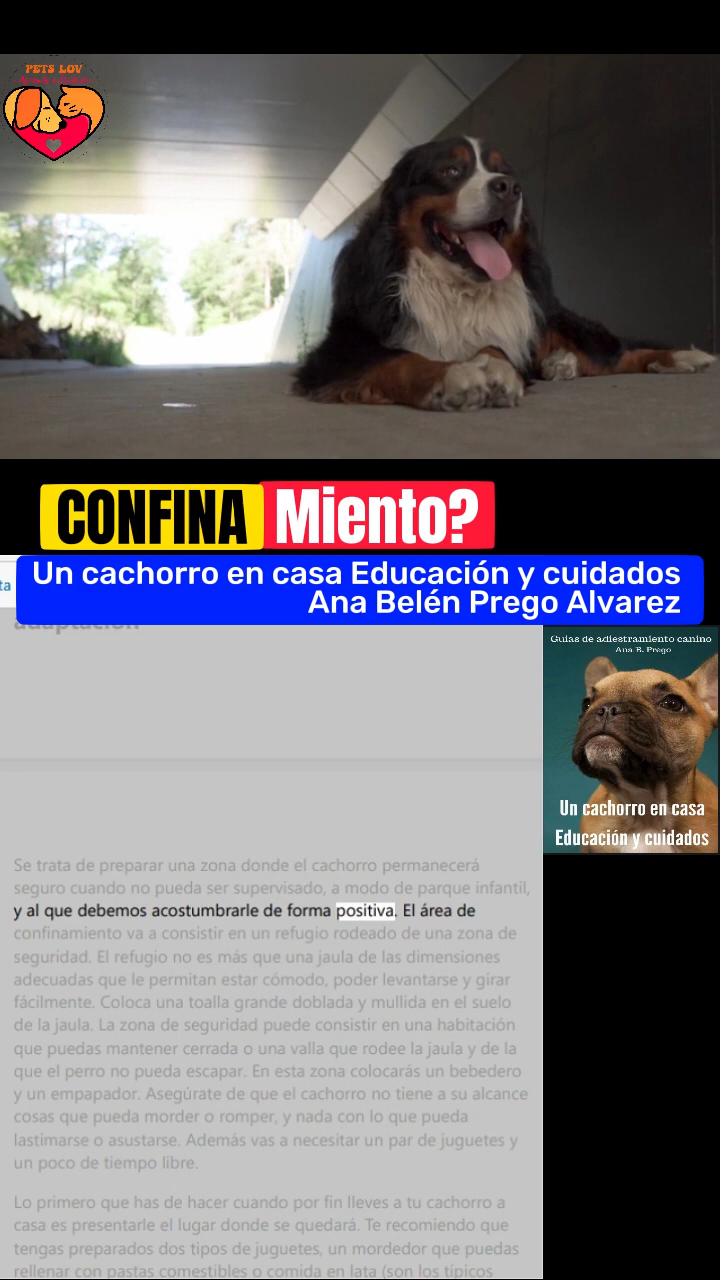 PETS LOV
CONFINA Miento?
ta
Un cachorro en casa Educación y cuidados
Ana Belén Prego Alvarez
adaptación
Guías de adiestramiento canino
Ana B. Prego
Un cachorro en casa
Educación y cuidados
Se trata de preparar una zona donde el cachorro permanecerá
seguro cuando no pueda ser supervisado, a modo de parque infantil,
y al que debemos acostumbrarle de forma positiva. El área de
confinamiento va a consistir en un refugio rodeado de una zona de
seguridad. El refugio no es más que una jaula de las dimensiones
adecuadas que le permitan estar cómodo, poder levantarse y girar
fácilmente. Coloca una toalla grande doblada y mullida en el suelo
de la jaula. La zona de seguridad puede consistir en una habitación
que puedas mantener cerrada o una valla que rodee la jaula y de la
que el perro no pueda escapar. En esta zona colocarás un bebedero
y un empapador. Asegúrate de que el cachorro no tiene a su alcance
cosas que pueda morder o romper, y nada con lo que pueda
lastimarse o asustarse. Además vas a necesitar un par de juguetes y
un poco de tiempo libre.
Lo primero que has de hacer cuando por fin lleves a tu cachorro a
casa es presentarle el lugar donde se quedará. Te recomiendo que
tengas preparados dos tipos de juguetes, un mordedor que puedas
rellenar con pastas comestibles o comida en lata (son los típicos